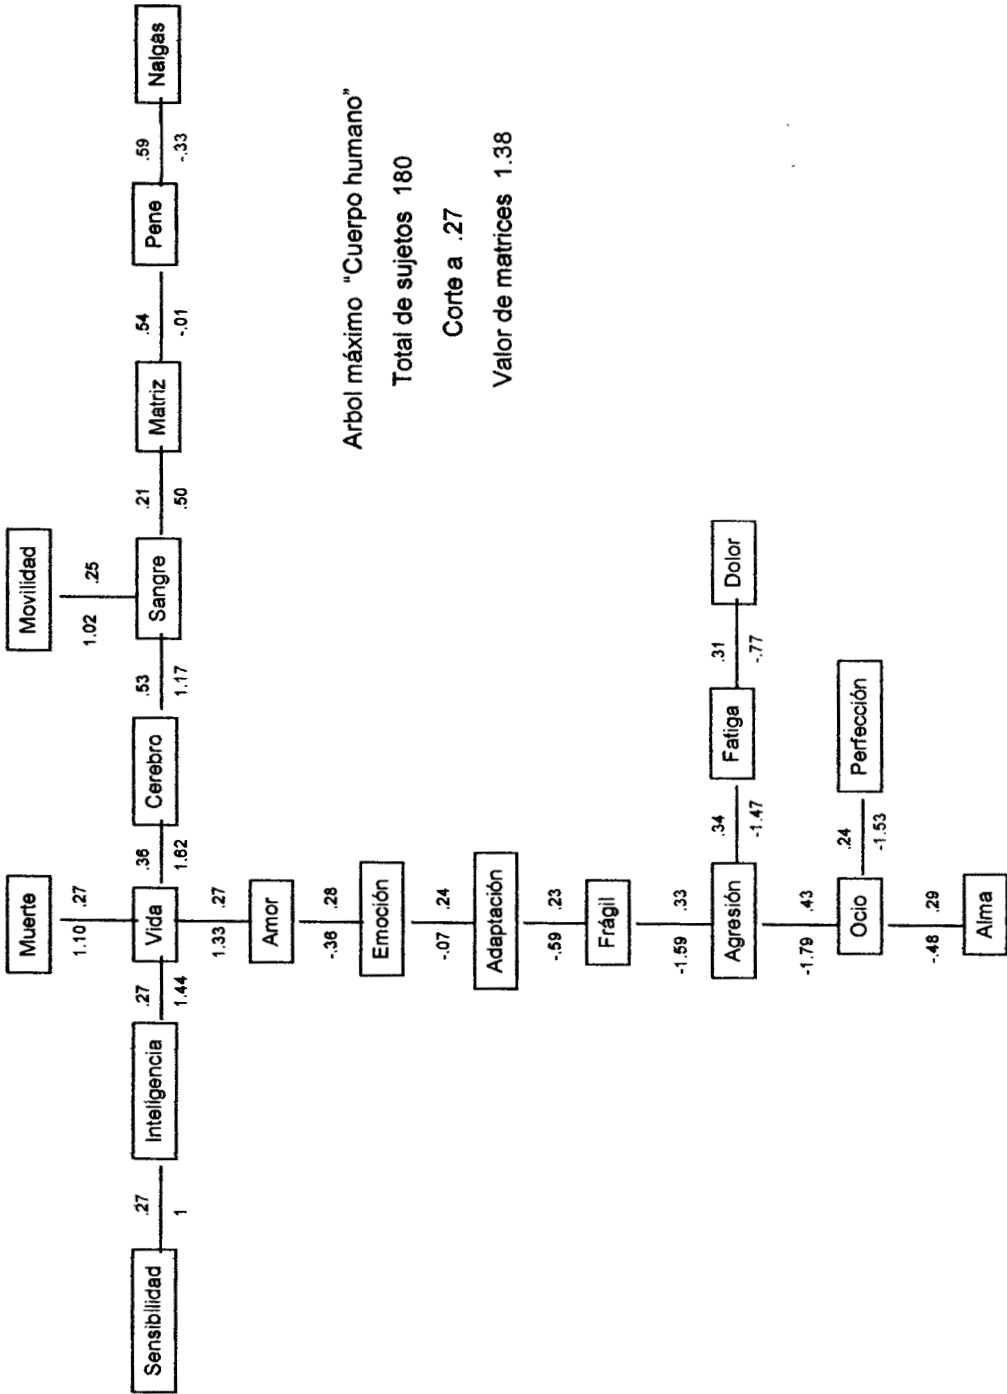 Muerte Movilidad
1.10 .27 1.02 .25
.27 .27 .36 .53 .21 .54 .59
Sensibilidad Inteligencia Vida Cerebro Sangre Matriz Pene Nalgas
1 1.44 1.62 1.17 .50 -.01 -.33
1.33 .27
Amor
-.36 .28
Arbol máximo "Cuerpo humano"
Emoción
Total de sujetos 180
-.07 .24
Corte a .27
Adaptación
Valor de matrices 1.38
-.59 .23
Frágil
-1.59 .33
.34 .31
Agresión Fatiga Dolor
-1.47 -.77
-1.79 .43
.24
Ocio Perfección
-1.53
-.48 .29
Alma